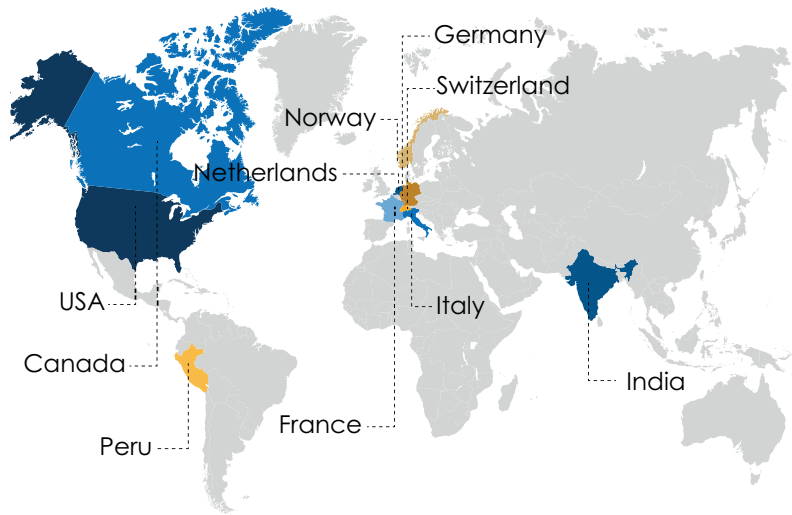 Germany
Switzerland
Norway
Netherlands
USA
Italy
Canada
India
France
Peru